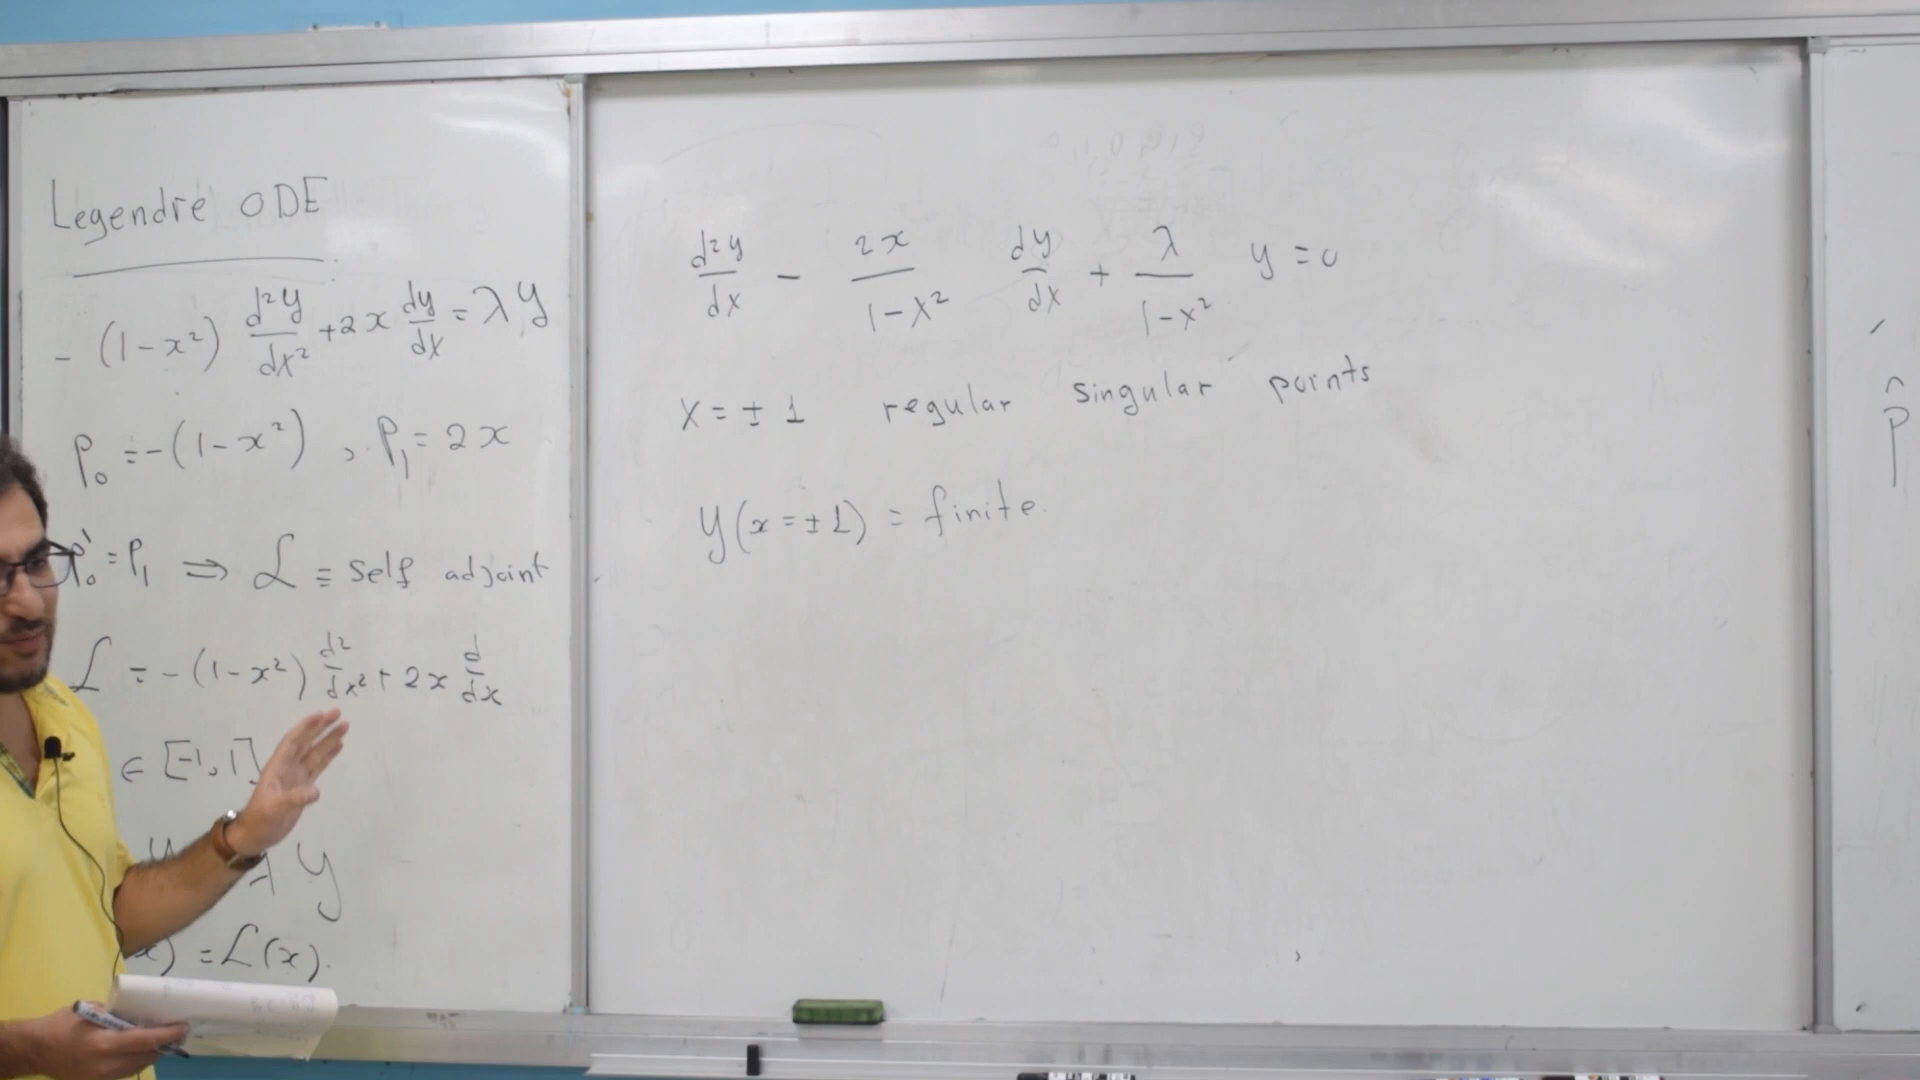 Legendre ODE
- (1-x²) d²y/dx² + 2x dy/dx = λy
p₀ = -(1-x²) , p₁ = 2x
p₀' = p₁ ⇒ ℒ ≡ self adjoint
ℒ = -(1-x²) d²/dx² + 2x d/dx
∈ [-1,1]
λ y
x) = ℒ(x).
d²y/dx - 2x/1-x² dy/dx + λ/1-x² y = 0
x = ±1 regular singular points
y(x=±1) = finite.
p̂